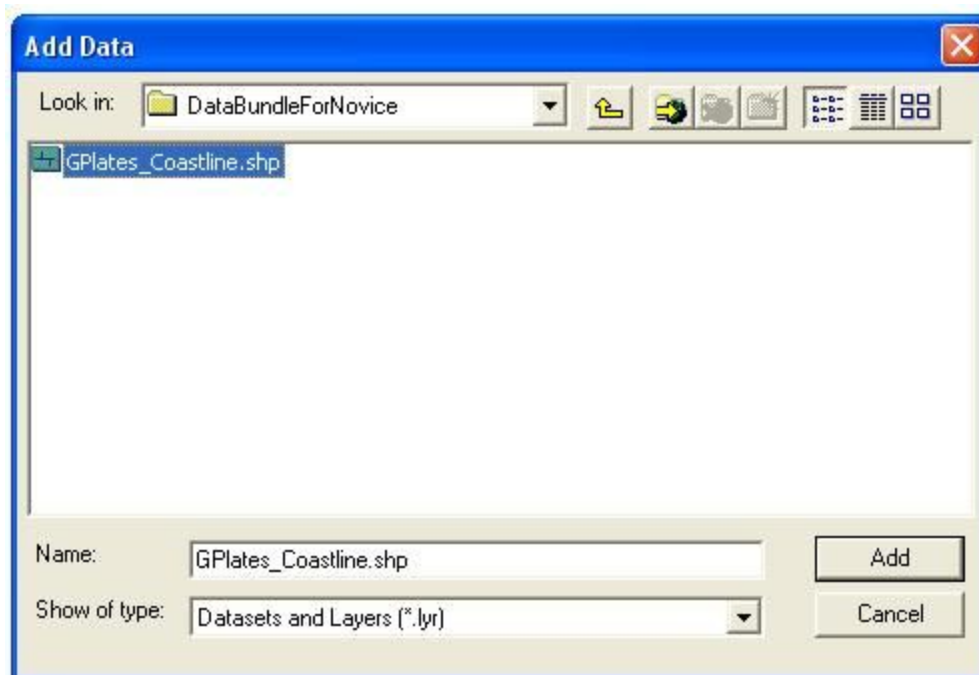 Add Data
Look in: DataBundleForNovice
GPlates_Coastline.shp
Name: GPlates_Coastline.shp Add
Show of type: Datasets and Layers (*.lyr) Cancel